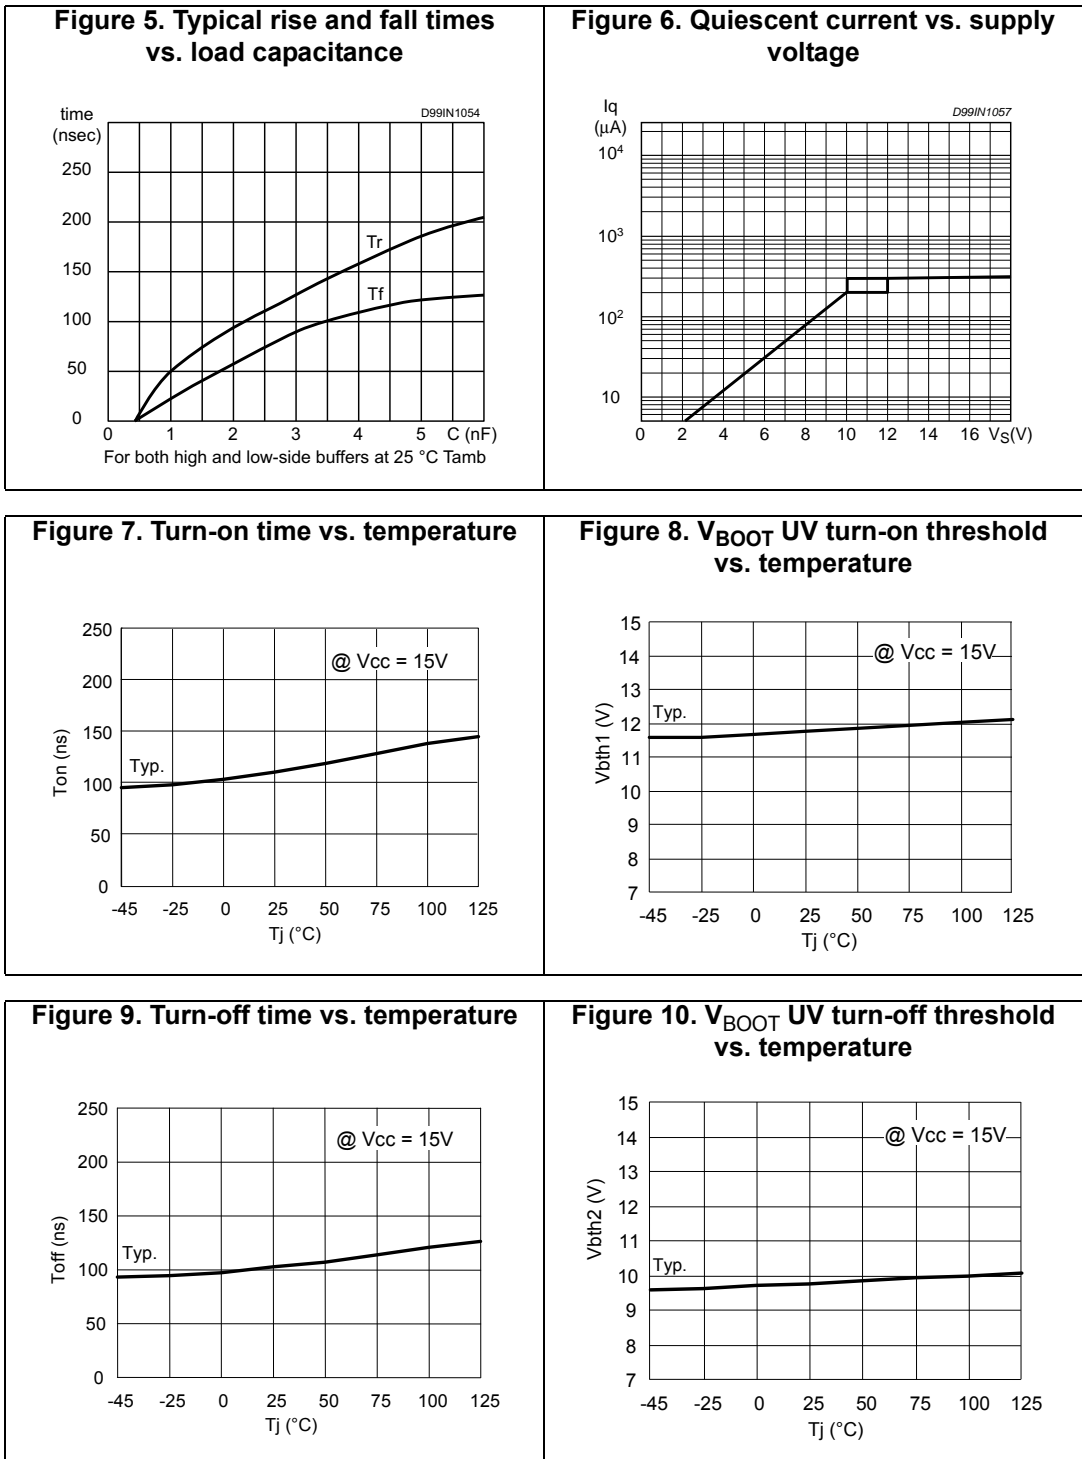 Figure 5. Typical rise and fall times
vs. load capacitance
time
(nsec)
D99IN1054
250
200
150
100
50
0
Tr
Tf
0 1 2 3 4 5 C (nF)
For both high and low-side buffers at 25 °C Tamb
Figure 6. Quiescent current vs. supply
voltage
Iq
(µA)
D99IN1057
10⁴
10³
10²
10
0 2 4 6 8 10 12 14 16 VS(V)
Figure 7. Turn-on time vs. temperature
250
200
150
100
50
0
@ Vcc = 15V
Typ.
Ton (ns)
-45 -25 0 25 50 75 100 125
Tj (°C)
Figure 8. VBOOT UV turn-on threshold
vs. temperature
15
14
13
12
11
10
9
8
7
@ Vcc = 15V
Typ.
Vbth1 (V)
-45 -25 0 25 50 75 100 125
Tj (°C)
Figure 9. Turn-off time vs. temperature
250
200
150
100
50
0
@ Vcc = 15V
Typ.
Toff (ns)
-45 -25 0 25 50 75 100 125
Tj (°C)
Figure 10. VBOOT UV turn-off threshold
vs. temperature
15
14
13
12
11
10
9
8
7
@ Vcc = 15V
Typ.
Vbth2 (V)
-45 -25 0 25 50 75 100 125
Tj (°C)